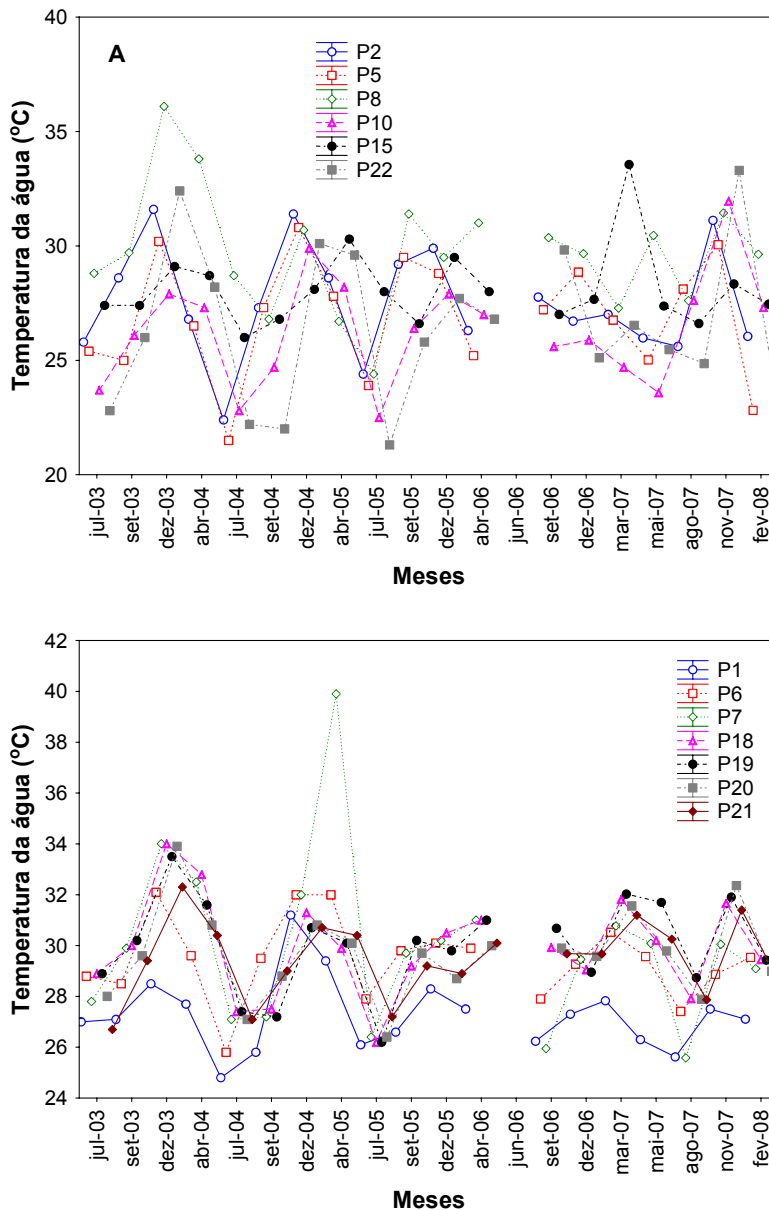 40
35
30
25
20
Temperatura da água (ºC)
A
P2
P5
P8
P10
P15
P22
jul-03
set-03
dez-03
abr-04
jul-04
set-04
dez-04
abr-05
jul-05
set-05
dez-05
abr-06
jun-06
set-06
dez-06
mar-07
mai-07
ago-07
nov-07
fev-08
Meses
42
40
38
36
34
32
30
28
26
24
Temperatura da água (ºC)
P1
P6
P7
P18
P19
P20
P21
jul-03
set-03
dez-03
abr-04
jul-04
set-04
dez-04
abr-05
jul-05
set-05
dez-05
abr-06
jun-06
set-06
dez-06
mar-07
mai-07
ago-07
nov-07
fev-08
Meses